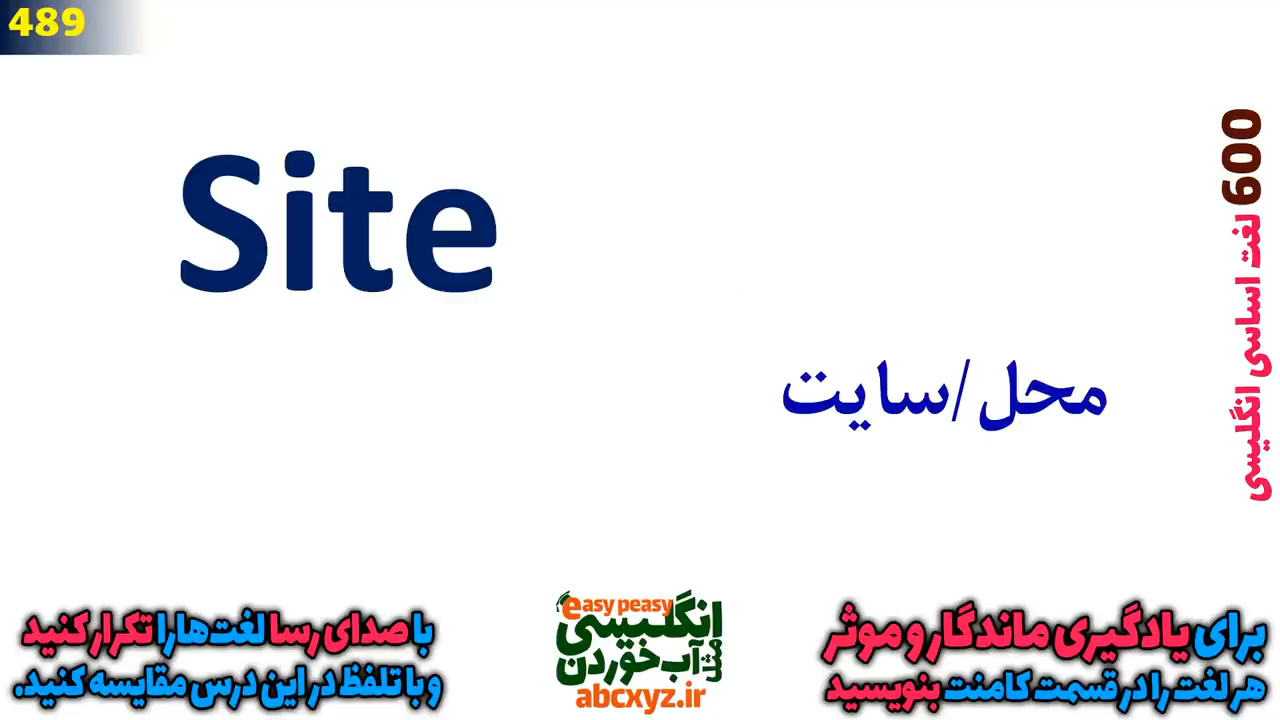 489
Site
محل/سایت
600 لغت اساسی انگلیسی
با صدای رسا لغت‌ها را تکرار کنید
و با تلفظ در این درس مقایسه کنید.
easy peasy
انگلیسی
مثل آب خوردن
abcxyz.ir
برای یادگیری ماندگار و موثر
هر لغت را در قسمت کامنت بنویسید